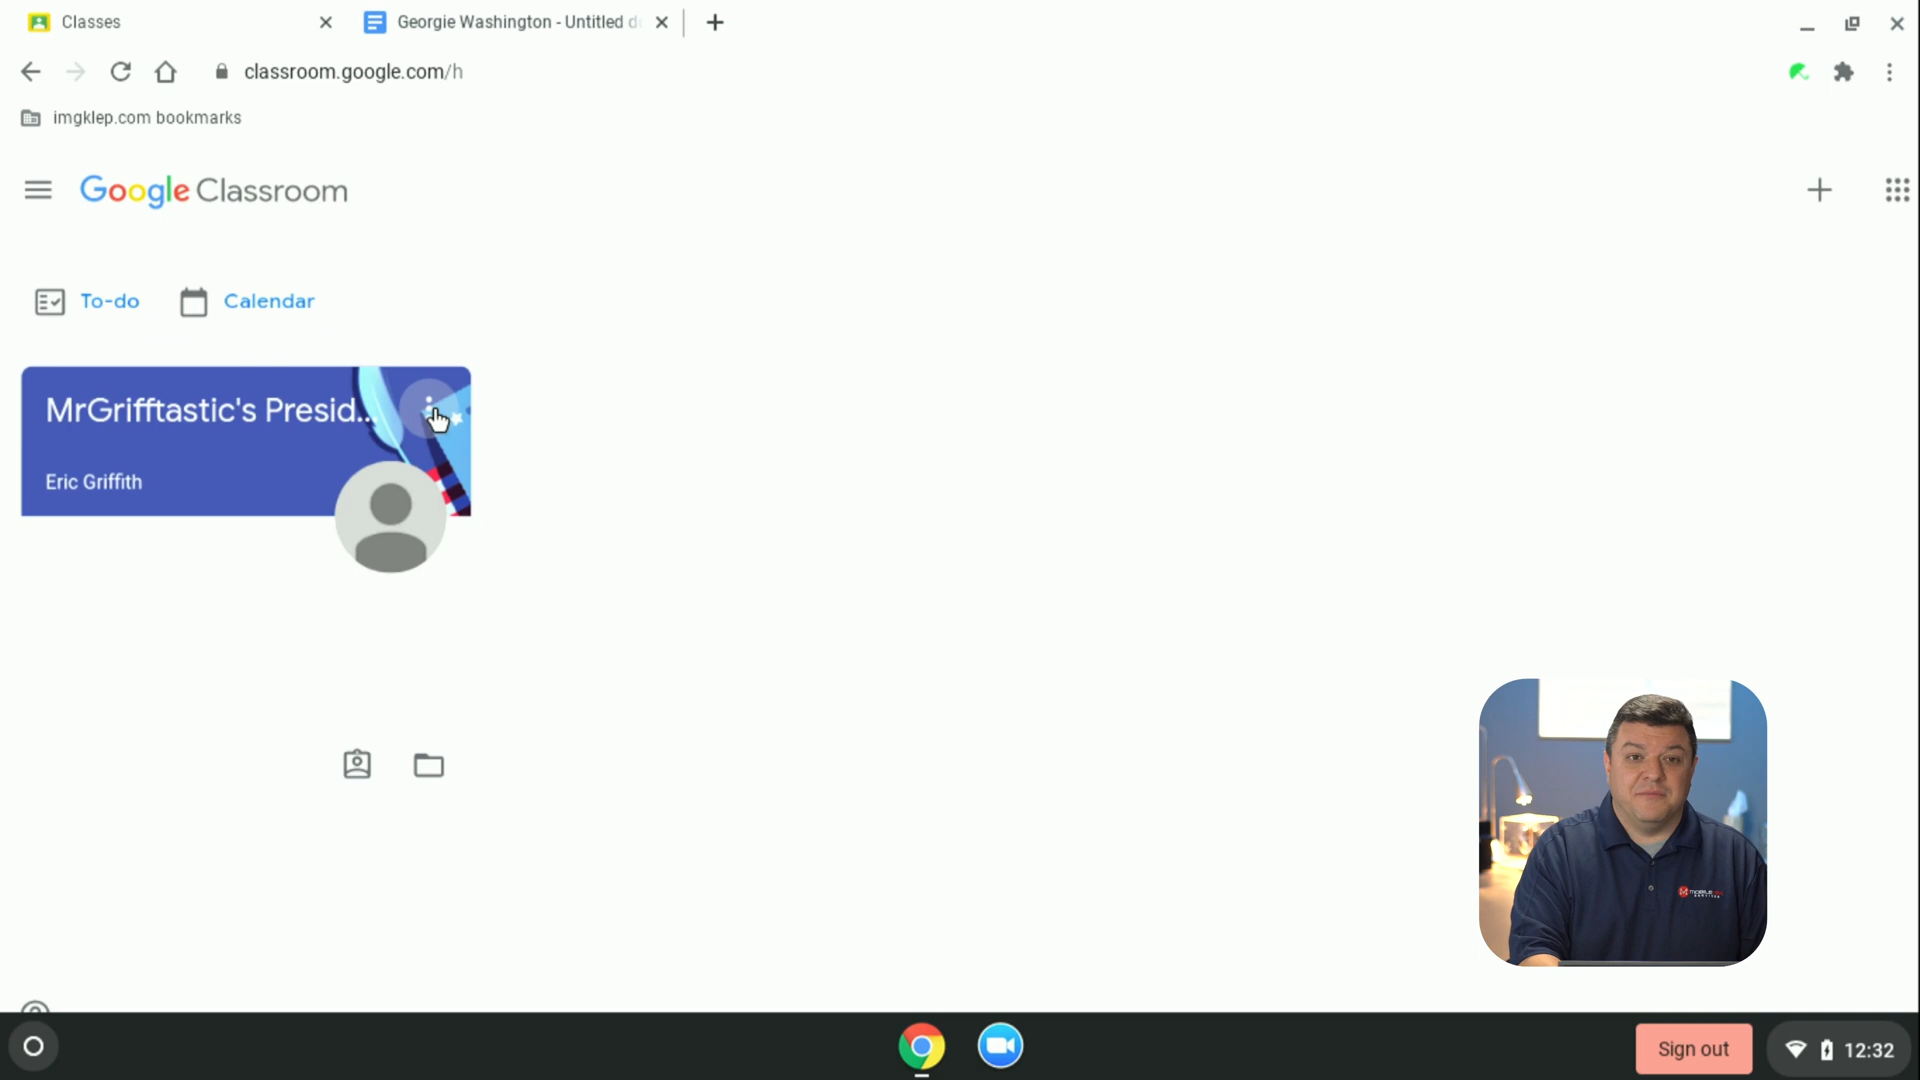 Classes
Georgie Washington - Untitled d
classroom.google.com/h
imgklep.com bookmarks
Google Classroom
To-do
Calendar
MrGrifftastic's Presid...
Eric Griffith
Sign out
12:32